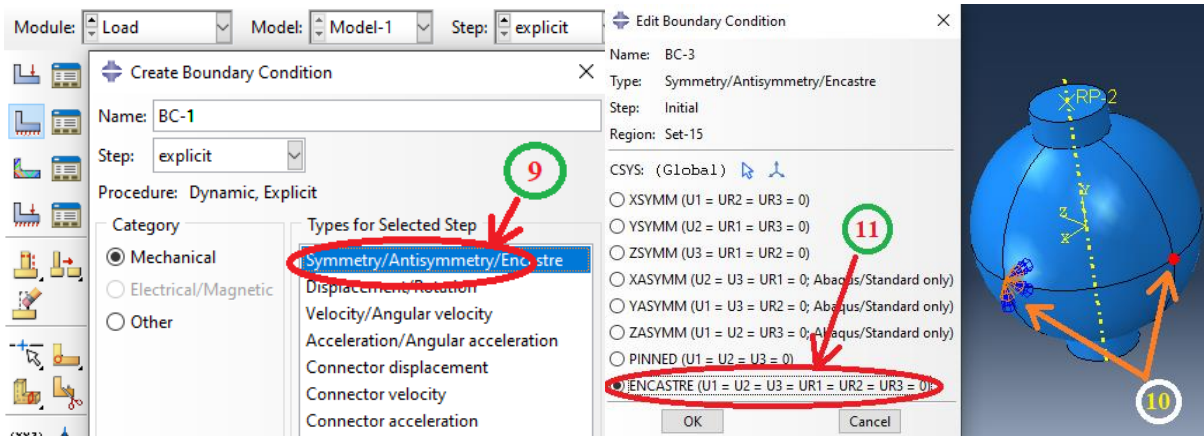 Module: Load Model: Model-1 Step: explicit
Create Boundary Condition
Name: BC-1
Step: explicit
Procedure: Dynamic, Explicit
Category
Mechanical
Electrical/Magnetic
Other
Types for Selected Step
Symmetry/Antisymmetry/Encastre
Displacement/Rotation
Velocity/Angular velocity
Acceleration/Angular acceleration
Connector displacement
Connector velocity
Connector acceleration
9
Edit Boundary Condition
Name: BC-3
Type: Symmetry/Antisymmetry/Encastre
Step: Initial
Region: Set-15
CSYS: (Global)
XSYMM (U1 = UR2 = UR3 = 0)
YSYMM (U2 = UR1 = UR3 = 0)
ZSYMM (U3 = UR1 = UR2 = 0)
XASYMM (U2 = U3 = UR1 = 0; Abaqus/Standard only)
YASYMM (U1 = U3 = UR2 = 0; Abaqus/Standard only)
ZASYMM (U1 = U2 = UR3 = 0; Abaqus/Standard only)
PINNED (U1 = U2 = U3 = 0)
ENCASTRE (U1 = U2 = U3 = UR1 = UR2 = UR3 = 0)
OK Cancel
11
RP-2
Y
Z
X
10